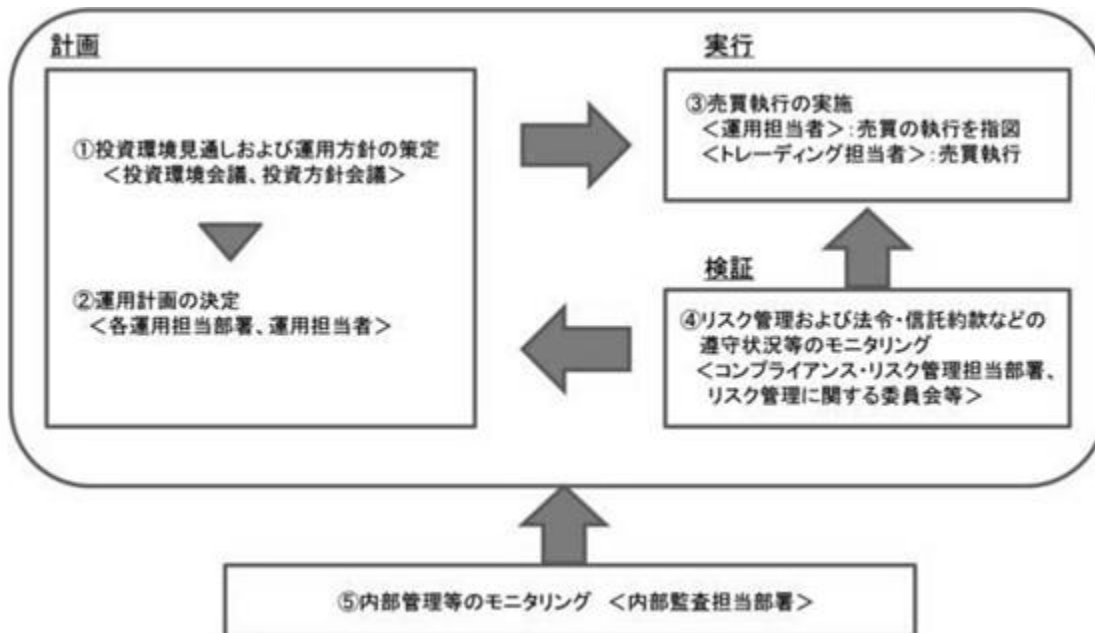 計画
①投資環境見通しおよび運用方針の策定
＜投資環境会議、投資方針会議＞
②運用計画の決定
＜各運用担当部署、運用担当者＞
実行
③売買執行の実施
＜運用担当者＞：売買の執行を指図
＜トレーディング担当者＞：売買執行
検証
④リスク管理および法令・信託約款などの
遵守状況等のモニタリング
＜コンプライアンス・リスク管理担当部署、
リスク管理に関する委員会等＞
⑤内部管理等のモニタリング ＜内部監査担当部署＞